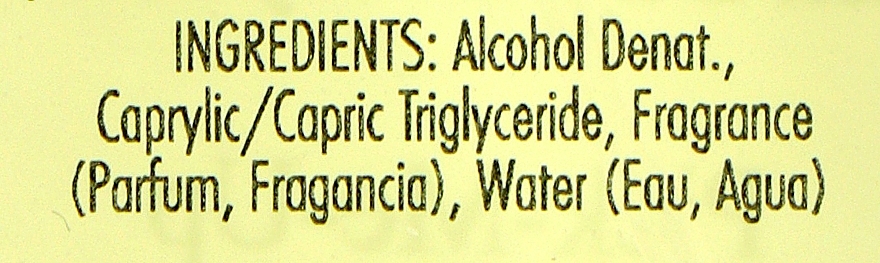 INGREDIENTS: Alcohol Denat.,
Caprylic/Capric Triglyceride, Fragrance
(Parfum, Fragancia), Water (Eau, Agua)